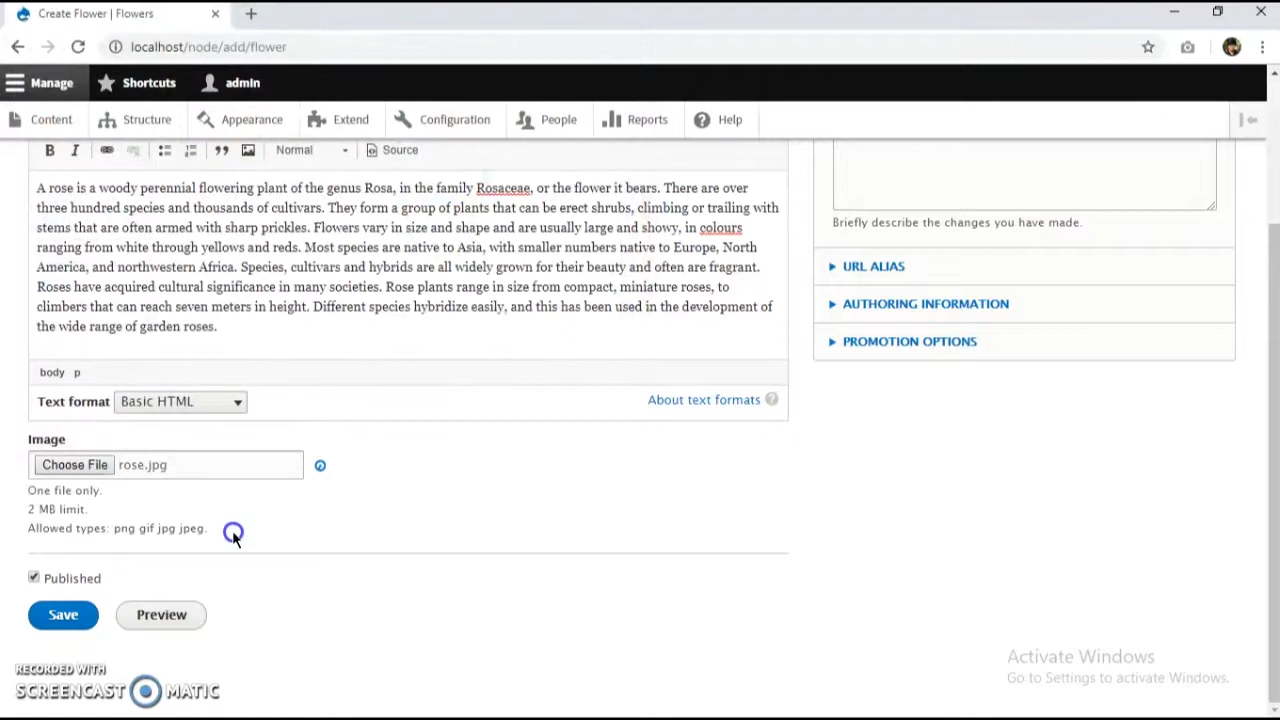 Create Flower | Flowers
localhost/node/add/flower
Manage Shortcuts admin
Content Structure Appearance Extend Configuration People Reports Help
B I Normal Source
A rose is a woody perennial flowering plant of the genus Rosa, in the family Rosaceae, or the flower it bears. There are over
three hundred species and thousands of cultivars. They form a group of plants that can be erect shrubs, climbing or trailing with
stems that are often armed with sharp prickles. Flowers vary in size and shape and are usually large and showy, in colours
ranging from white through yellows and reds. Most species are native to Asia, with smaller numbers native to Europe, North
America, and northwestern Africa. Species, cultivars and hybrids are all widely grown for their beauty and often are fragrant.
Roses have acquired cultural significance in many societies. Rose plants range in size from compact, miniature roses, to
climbers that can reach seven meters in height. Different species hybridize easily, and this has been used in the development of
the wide range of garden roses.
body p
Text format Basic HTML About text formats ?
Image
Choose File rose.jpg
One file only.
2 MB limit.
Allowed types: png gif jpg jpeg.
Published
Save Preview
Briefly describe the changes you have made.
URL ALIAS
AUTHORING INFORMATION
PROMOTION OPTIONS
RECORDED WITH
SCREENCAST MATIC
Activate Windows
Go to Settings to activate Windows.